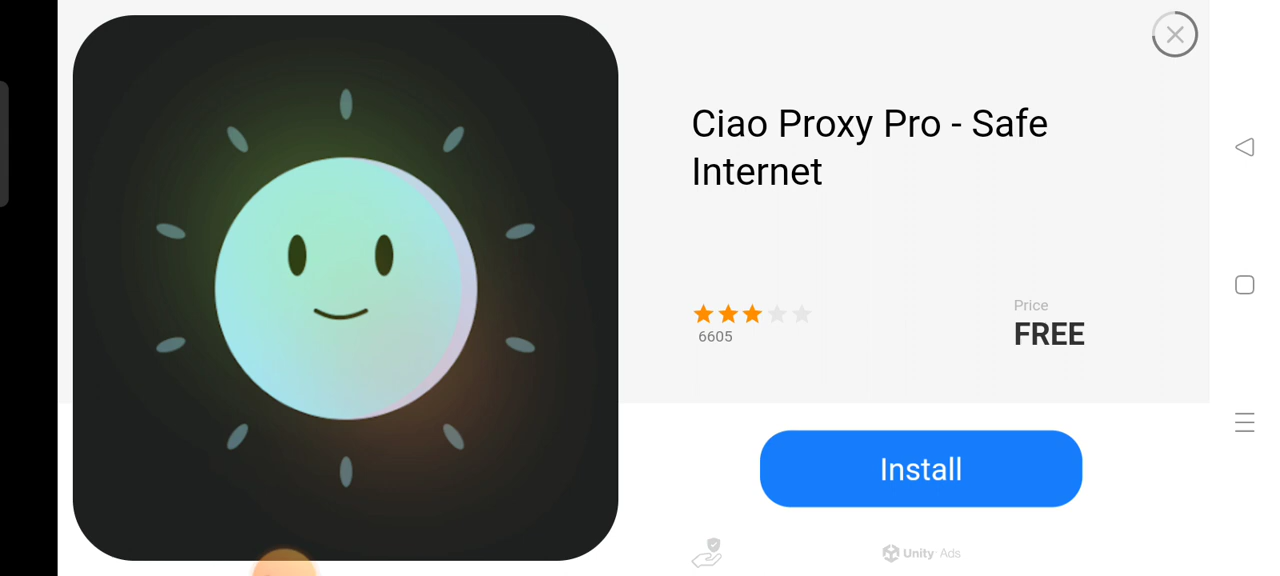 Ciao Proxy Pro - Safe
Internet
6605
Price
FREE
Install
Unity Ads